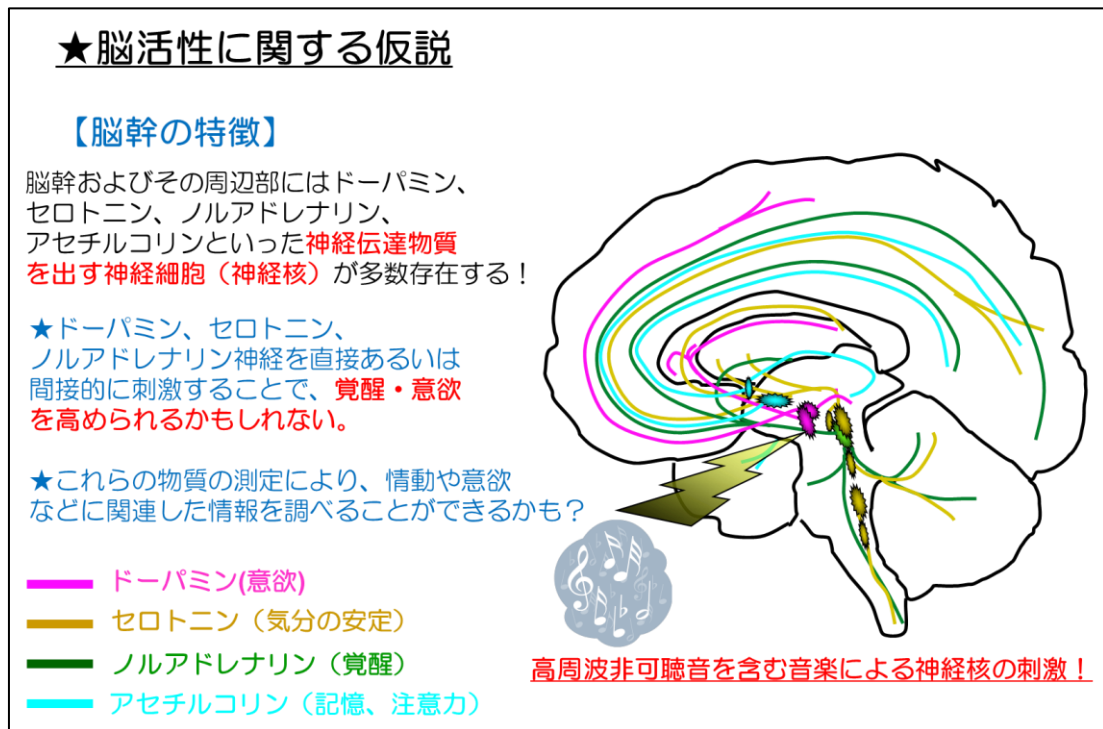 ★脳活性に関する仮説
【脳幹の特徴】
脳幹およびその周辺部にはドーパミン、
セロトニン、ノルアドレナリン、
アセチルコリンといった神経伝達物質
を出す神経細胞（神経核）が多数存在する！
★ドーパミン、セロトニン、
ノルアドレナリン神経を直接あるいは
間接的に刺激することで、覚醒・意欲
を高められるかもしれない。
★これらの物質の測定により、情動や意欲
などに関連した情報を調べることができるかも？
ドーパミン(意欲)
セロトニン（気分の安定）
ノルアドレナリン（覚醒）
アセチルコリン（記憶、注意力）
高周波非可聴音を含む音楽による神経核の刺激！